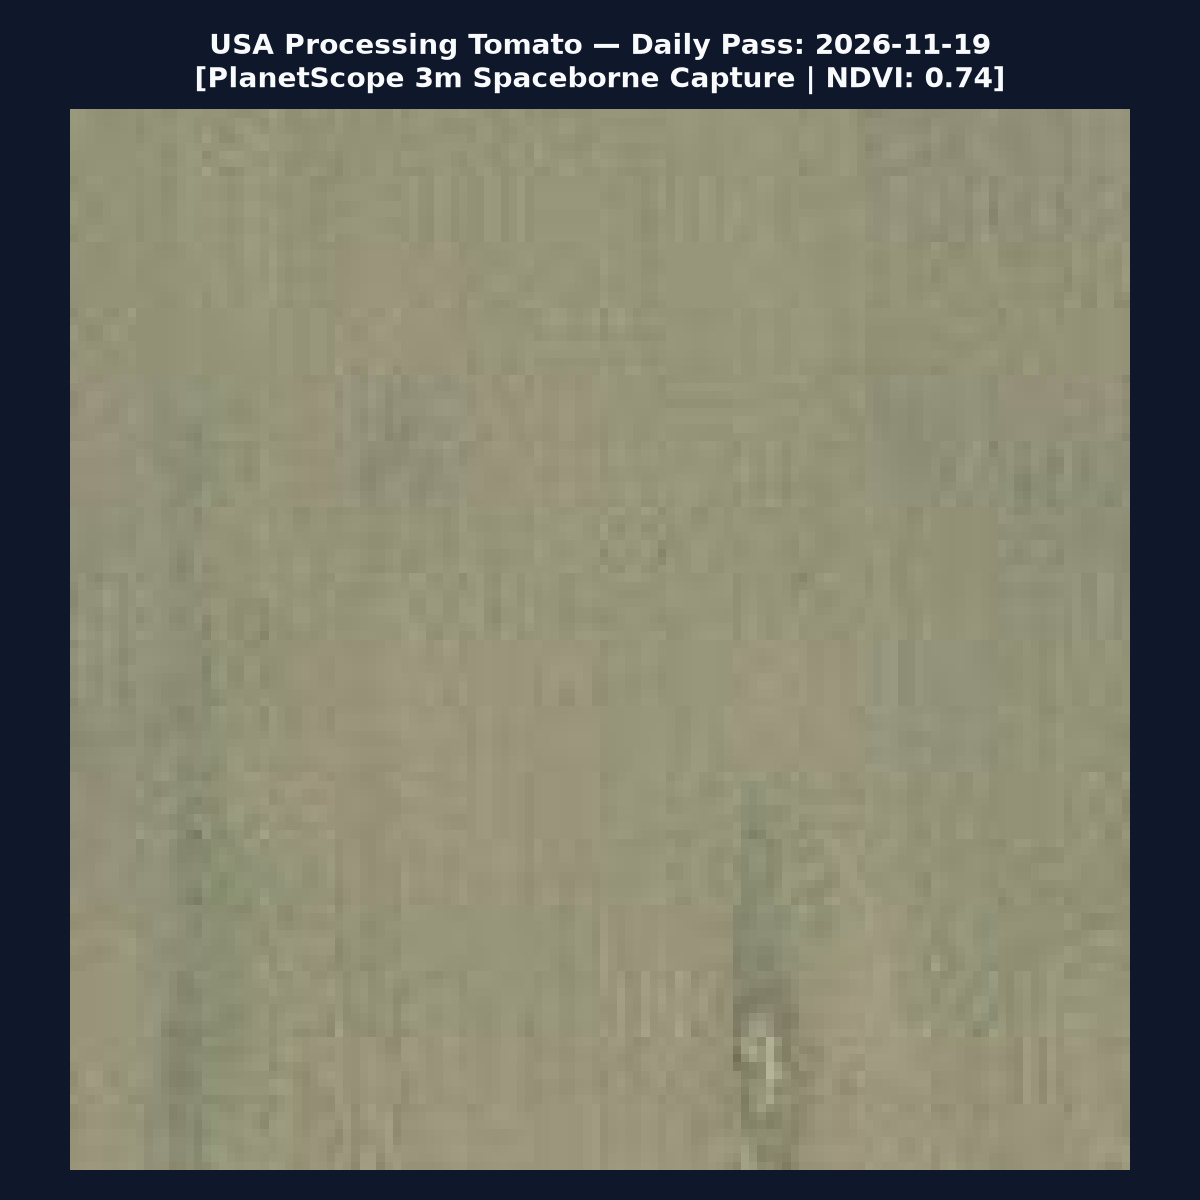 USA Processing Tomato — Daily Pass: 2026-11-19
[PlanetScope 3m Spaceborne Capture | NDVI: 0.74]